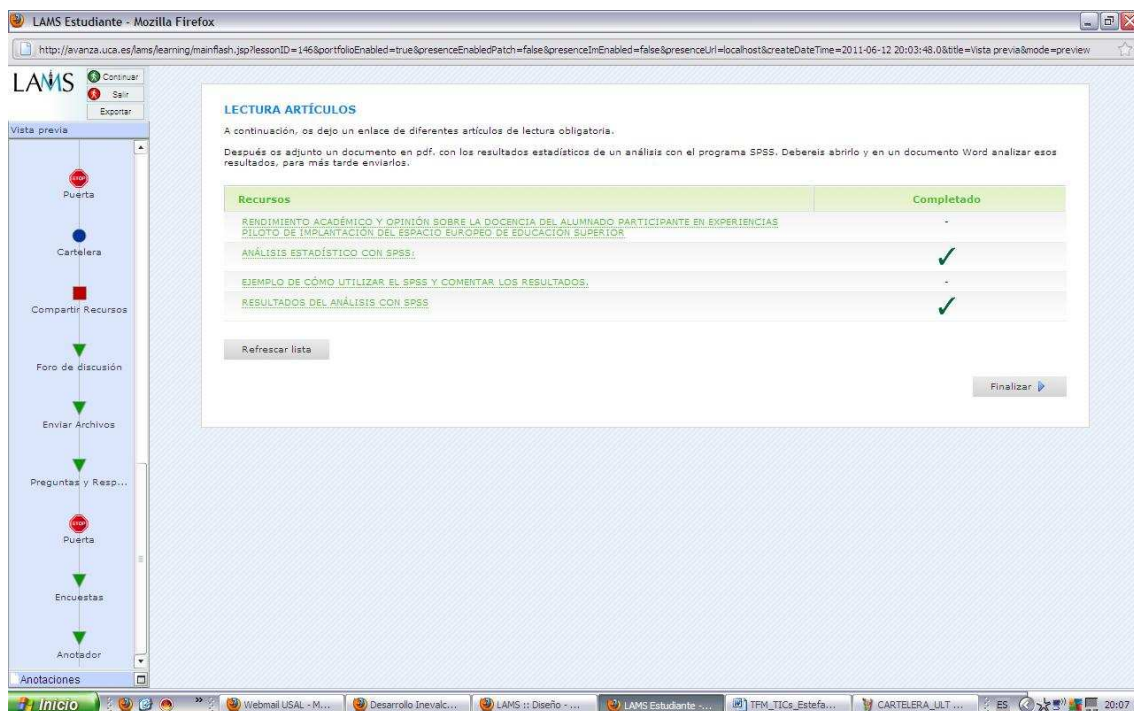 LAMS Estudiante - Mozilla Firefox
http://avanza.uca.es/lams/learning/mainflash.jsp?lessonID=146&portfolioEnabled=true&presenceEnabledPatch=false&presenceImEnabled=false&presenceUrl=localhost&createDateTime=2011-06-12 20:03:48.0&title=Vista previa&mode=preview
LAMS
Continuar
Salir
Exportar
Vista previa
STOP
Puerta
Cartelera
Compartir Recursos
Foro de discusión
Enviar Archivos
Preguntas y Resp...
STOP
Puerta
Encuestas
Anotador
Anotaciones
LECTURA ARTÍCULOS
A continuación, os dejo un enlace de diferentes artículos de lectura obligatoria.
Después os adjunto un documento en pdf. con los resultados estadísticos de un análisis con el programa SPSS. Debereis abrirlo y en un documento Word analizar esos
resultados, para más tarde enviarlos.
Recursos Completado
RENDIMIENTO ACADÉMICO Y OPINIÓN SOBRE LA DOCENCIA DEL ALUMNADO PARTICIPANTE EN EXPERIENCIAS -
PILOTO DE IMPLANTACIÓN DEL ESPACIO EUROPEO DE EDUCACIÓN SUPERIOR
ANÁLISIS ESTADÍSTICO CON SPSS:
EJEMPLO DE CÓMO UTILIZAR EL SPSS Y COMENTAR LOS RESULTADOS. -
RESULTADOS DEL ANÁLISIS CON SPSS
Refrescar lista
Finalizar
Inicio » Webmail USAL - M... Desarrollo Inevalc... LAMS :: Diseño - ... LAMS Estudiante -... TFM_TICs_Estefa... CARTELERA_ULT ... ES 20:07